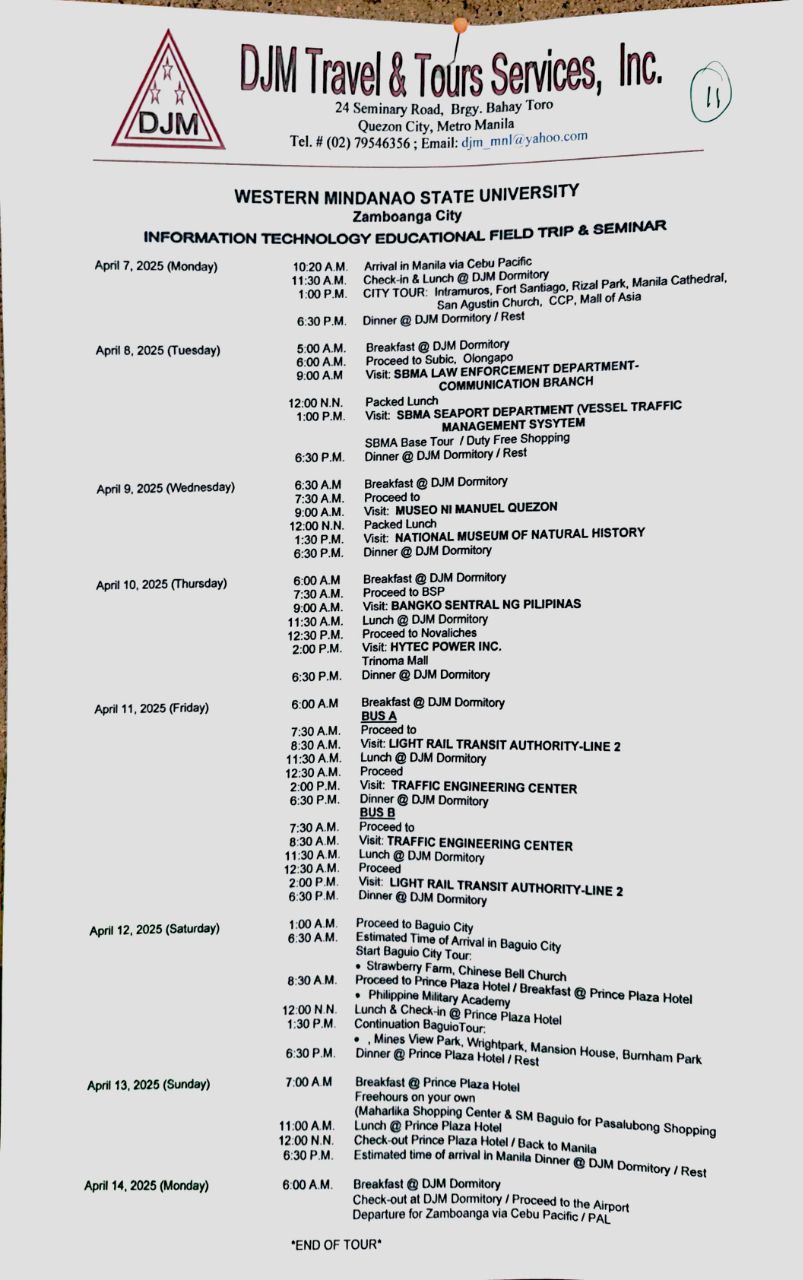 DJM
DJM Travel & Tours Services, Inc.
11
24 Seminary Road, Brgy. Bahay Toro
Quezon City, Metro Manila
Tel. # (02) 79546356 ; Email: djm_mnl@yahoo.com
WESTERN MINDANAO STATE UNIVERSITY
Zamboanga City
INFORMATION TECHNOLOGY EDUCATIONAL FIELD TRIP & SEMINAR
April 7, 2025 (Monday) 10:20 A.M. Arrival in Manila via Cebu Pacific
11:30 A.M. Check-in & Lunch @ DJM Dormitory
1:00 P.M. CITY TOUR: Intramuros, Fort Santiago, Rizal Park, Manila Cathedral,
San Agustin Church, CCP, Mall of Asia
6:30 P.M. Dinner @ DJM Dormitory / Rest
April 8, 2025 (Tuesday) 5:00 A.M. Breakfast @ DJM Dormitory
6:00 A.M. Proceed to Subic, Olongapo
9:00 A.M Visit: SBMA LAW ENFORCEMENT DEPARTMENT-
COMMUNICATION BRANCH
12:00 N.N. Packed Lunch
1:00 P.M. Visit: SBMA SEAPORT DEPARTMENT (VESSEL TRAFFIC
MANAGEMENT SYSYTEM
SBMA Base Tour / Duty Free Shopping
6:30 P.M. Dinner @ DJM Dormitory / Rest
April 9, 2025 (Wednesday) 6:30 A.M Breakfast @ DJM Dormitory
7:30 A.M. Proceed to
9:00 A.M. Visit: MUSEO NI MANUEL QUEZON
12:00 N.N. Packed Lunch
1:30 P.M. Visit: NATIONAL MUSEUM OF NATURAL HISTORY
6:30 P.M. Dinner @ DJM Dormitory
April 10, 2025 (Thursday) 6:00 A.M Breakfast @ DJM Dormitory
7:30 A.M. Proceed to BSP
9:00 A.M. Visit: BANGKO SENTRAL NG PILIPINAS
11:30 A.M. Lunch @ DJM Dormitory
12:30 P.M. Proceed to Novaliches
2:00 P.M. Visit: HYTEC POWER INC.
Trinoma Mall
6:30 P.M. Dinner @ DJM Dormitory
April 11, 2025 (Friday) 6:00 A.M Breakfast @ DJM Dormitory
BUS A
7:30 A.M. Proceed to
8:30 A.M. Visit: LIGHT RAIL TRANSIT AUTHORITY-LINE 2
11:30 A.M. Lunch @ DJM Dormitory
12:30 A.M. Proceed
2:00 P.M. Visit: TRAFFIC ENGINEERING CENTER
6:30 P.M. Dinner @ DJM Dormitory
BUS B
7:30 A.M. Proceed to
8:30 A.M. Visit: TRAFFIC ENGINEERING CENTER
11:30 A.M. Lunch @ DJM Dormitory
12:30 A.M. Proceed
2:00 P.M. Visit: LIGHT RAIL TRANSIT AUTHORITY-LINE 2
6:30 P.M. Dinner @ DJM Dormitory
April 12, 2025 (Saturday) 1:00 A.M. Proceed to Baguio City
6:30 A.M. Estimated Time of Arrival in Baguio City
Start Baguio City Tour:
• Strawberry Farm, Chinese Bell Church
8:30 A.M. Proceed to Prince Plaza Hotel / Breakfast @ Prince Plaza Hotel
• Philippine Military Academy
12:00 N.N. Lunch & Check-in @ Prince Plaza Hotel
1:30 P.M. Continuation BaguioTour:
• , Mines View Park, Wrightpark, Mansion House, Burnham Park
6:30 P.M. Dinner @ Prince Plaza Hotel / Rest
April 13, 2025 (Sunday) 7:00 A.M Breakfast @ Prince Plaza Hotel
Freehours on your own
(Maharlika Shopping Center & SM Baguio for Pasalubong Shopping
11:00 A.M. Lunch @ Prince Plaza Hotel
12:00 N.N. Check-out Prince Plaza Hotel / Back to Manila
6:30 P.M. Estimated time of arrival in Manila Dinner @ DJM Dormitory / Rest
April 14, 2025 (Monday) 6:00 A.M. Breakfast @ DJM Dormitory
Check-out at DJM Dormitory / Proceed to the Airport
Departure for Zamboanga via Cebu Pacific / PAL
*END OF TOUR*